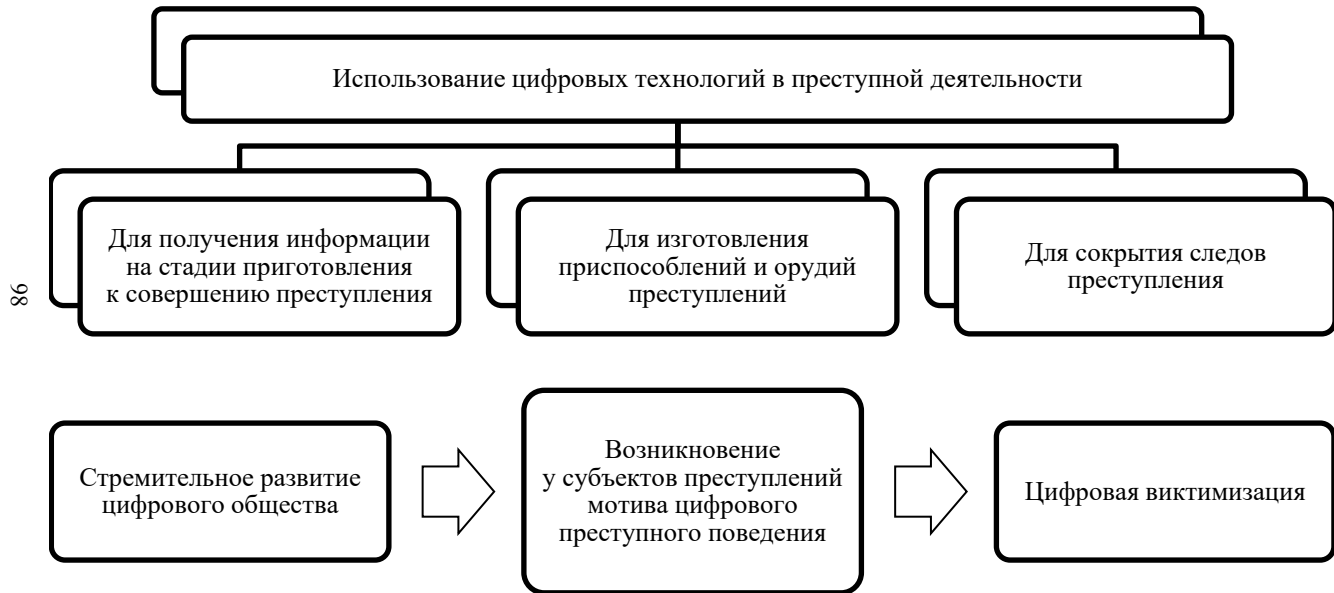 Использование цифровых технологий в преступной деятельности
Для получения информации
на стадии приготовления
к совершению преступления
Для изготовления
приспособлений и орудий
преступлений
Для сокрытия следов
преступления
98
Стремительное развитие
цифрового общества
Возникновение
у субъектов преступлений
мотива цифрового
преступного поведения
Цифровая виктимизация